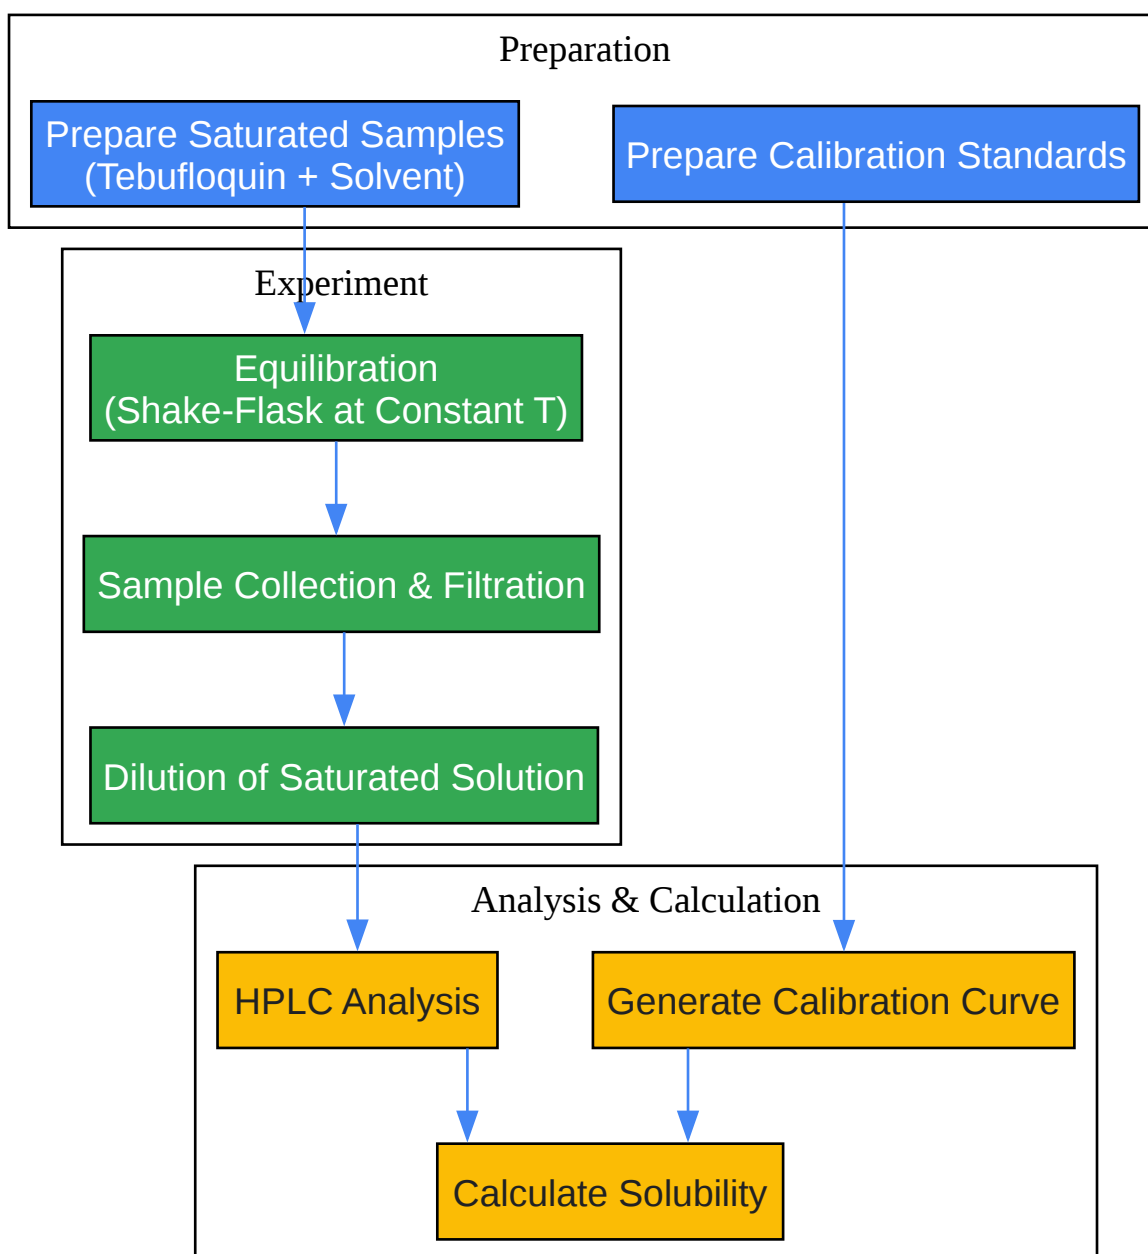 Preparation
Prepare Saturated Samples
(Tebufloquin + Solvent)
Prepare Calibration Standards
Experiment
Equilibration
(Shake-Flask at Constant T)
Sample Collection & Filtration
Dilution of Saturated Solution
Analysis & Calculation
HPLC Analysis
Generate Calibration Curve
Calculate Solubility